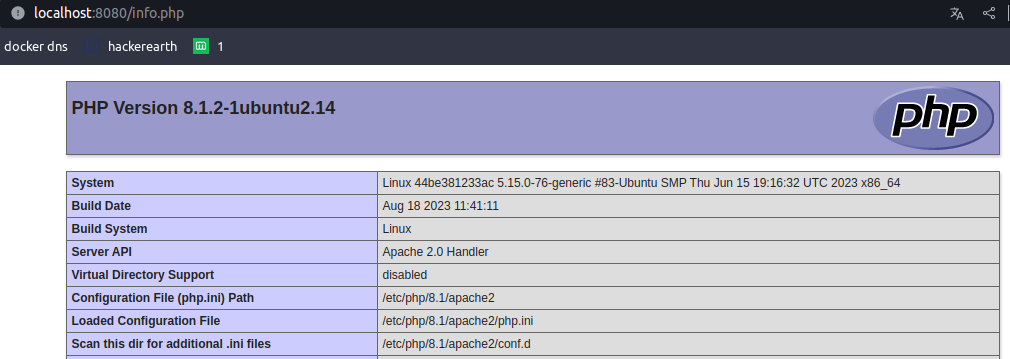 localhost:8080/info.php
docker dns hackerearth 1
PHP Version 8.1.2-1ubuntu2.14
php
System Linux 44be381233ac 5.15.0-76-generic #83-Ubuntu SMP Thu Jun 15 19:16:32 UTC 2023 x86_64
Build Date Aug 18 2023 11:41:11
Build System Linux
Server API Apache 2.0 Handler
Virtual Directory Support disabled
Configuration File (php.ini) Path /etc/php/8.1/apache2
Loaded Configuration File /etc/php/8.1/apache2/php.ini
Scan this dir for additional .ini files /etc/php/8.1/apache2/conf.d